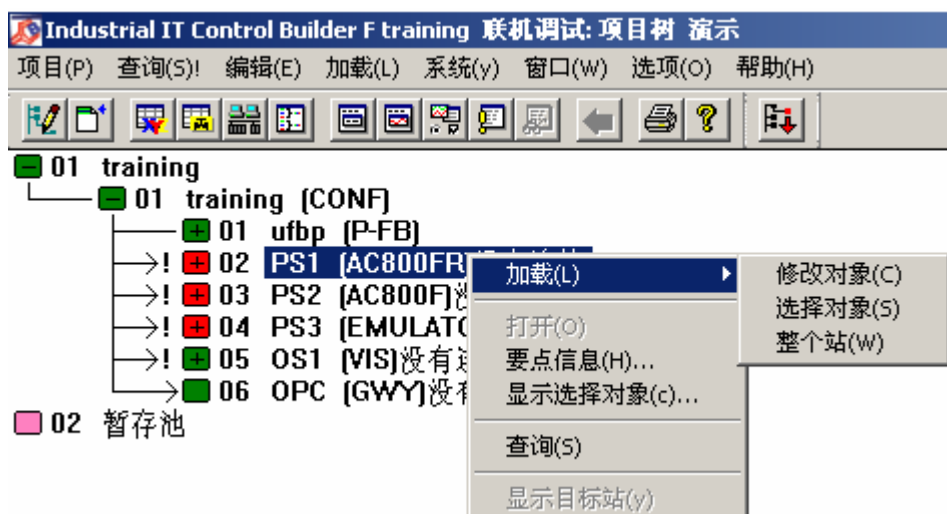 Industrial IT Control Builder F training 联机调试: 项目树 演示
项目(P) 查询(S)! 编辑(E) 加载(L) 系统(y) 窗口(W) 选项(O) 帮助(H)
01 training
01 training (CONF)
01 ufbp (P-FB)
! 02 PS1 (AC800FR)
! 03 PS2 (AC800F)没
! 04 PS3 (EMULATO
! 05 OS1 (VIS)没有连
06 OPC (GWY)没有
02 暂存池
加载(L)
打开(O)
要点信息(H)...
显示选择对象(c)...
查询(S)
显示目标站(y)
修改对象(C)
选择对象(S)
整个站(W)